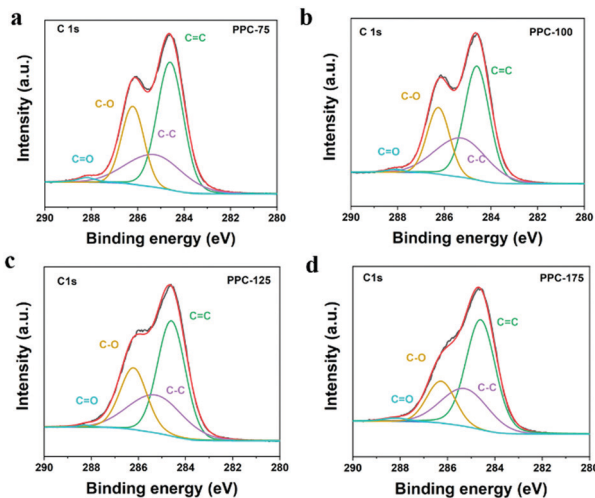 a
C 1s
PPC-75
C=C
C-O
C-C
C=O
Intensity (a.u.)
290 288 286 284 282 280
Binding energy (eV)
b
C 1s
PPC-100
C=C
C-O
C-C
C=O
Intensity (a.u.)
290 288 286 284 282 280
Binding energy (eV)
c
C1s
PPC-125
C=C
C-O
C-C
C=O
Intensity (a.u.)
290 288 286 284 282 280
Binding energy (eV)
d
C1s
PPC-175
C=C
C-O
C-C
C=O
Intensity (a.u.)
290 288 286 284 282 280
Binding energy (eV)